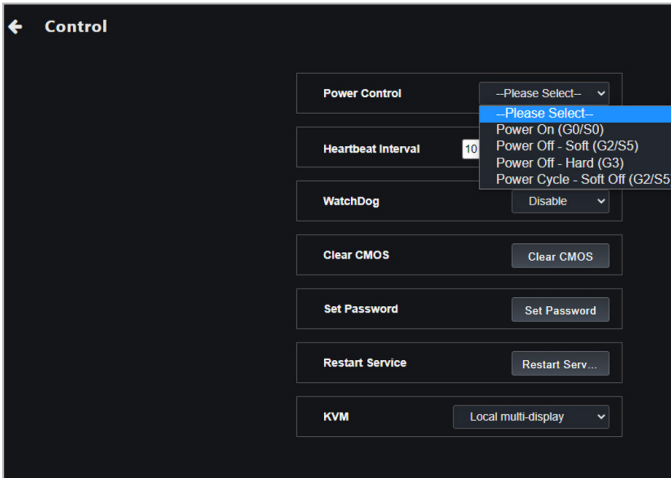 Control
Power Control
--Please Select--
--Please Select--
Power On (G0/S0)
Power Off - Soft (G2/S5)
Power Off - Hard (G3)
Power Cycle - Soft Off (G2/S5
Heartbeat Interval
10
WatchDog
Disable
Clear CMOS
Clear CMOS
Set Password
Set Password
Restart Service
Restart Serv...
KVM
Local multi-display